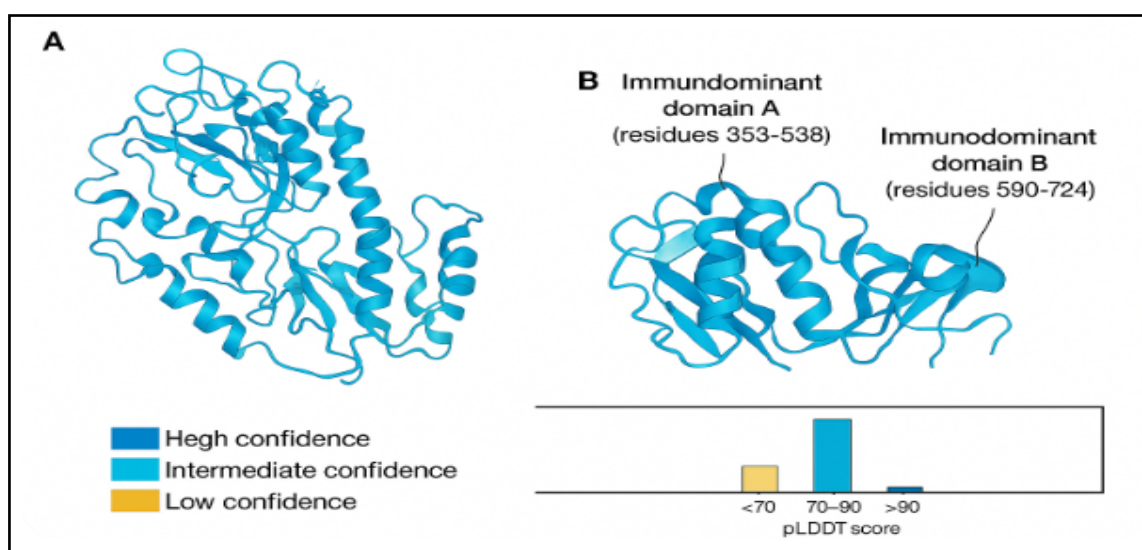 A
B
Immundominant
domain A
(residues 353-538)
Immunodominant
domain B
(residues 590-724)
Hegh confidence
Intermediate confidence
Low confidence
<70 70–90 >90
pLDDT score